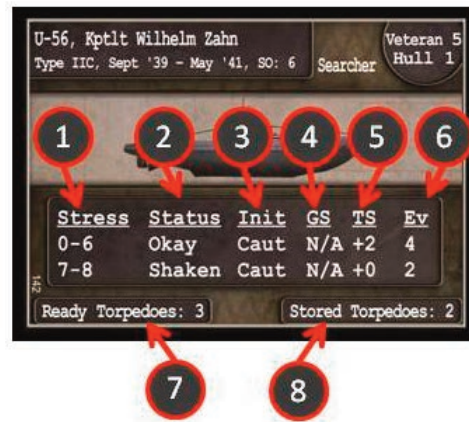 U-56, Kptlt Wilhelm Zahn
Type IIC, Sept '39 - May '41, SO: 6
Searcher
Veteran 5
Hull 1
1 2 3 4 5 6
Stress Status Init GS TS Ev
0-6 Okay Caut N/A +2 4
7-8 Shaken Caut N/A +0 2
142
Ready Torpedoes: 3 Stored Torpedoes: 2
7 8